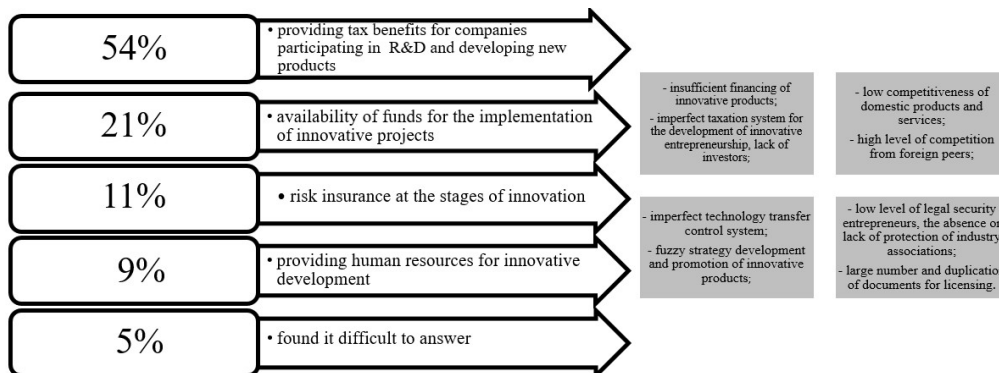 54%
• providing tax benefits for companies
participating in R&D and developing new
products
21%
• availability of funds for the implementation
of innovative projects
11%
• risk insurance at the stages of innovation
9%
• providing human resources for innovative
development
5%
• found it difficult to answer
- insufficient financing of
innovative products;
- imperfect taxation system for
the development of innovative
entrepreneurship, lack of
investors;
- low competitiveness of
domestic products and
services;
- high level of competition
from foreign peers;
- imperfect technology transfer
control system;
- fuzzy strategy development
and promotion of innovative
products;
- low level of legal security
entrepreneurs, the absence or
lack of protection of industry
associations;
- large number and duplication
of documents for licensing.